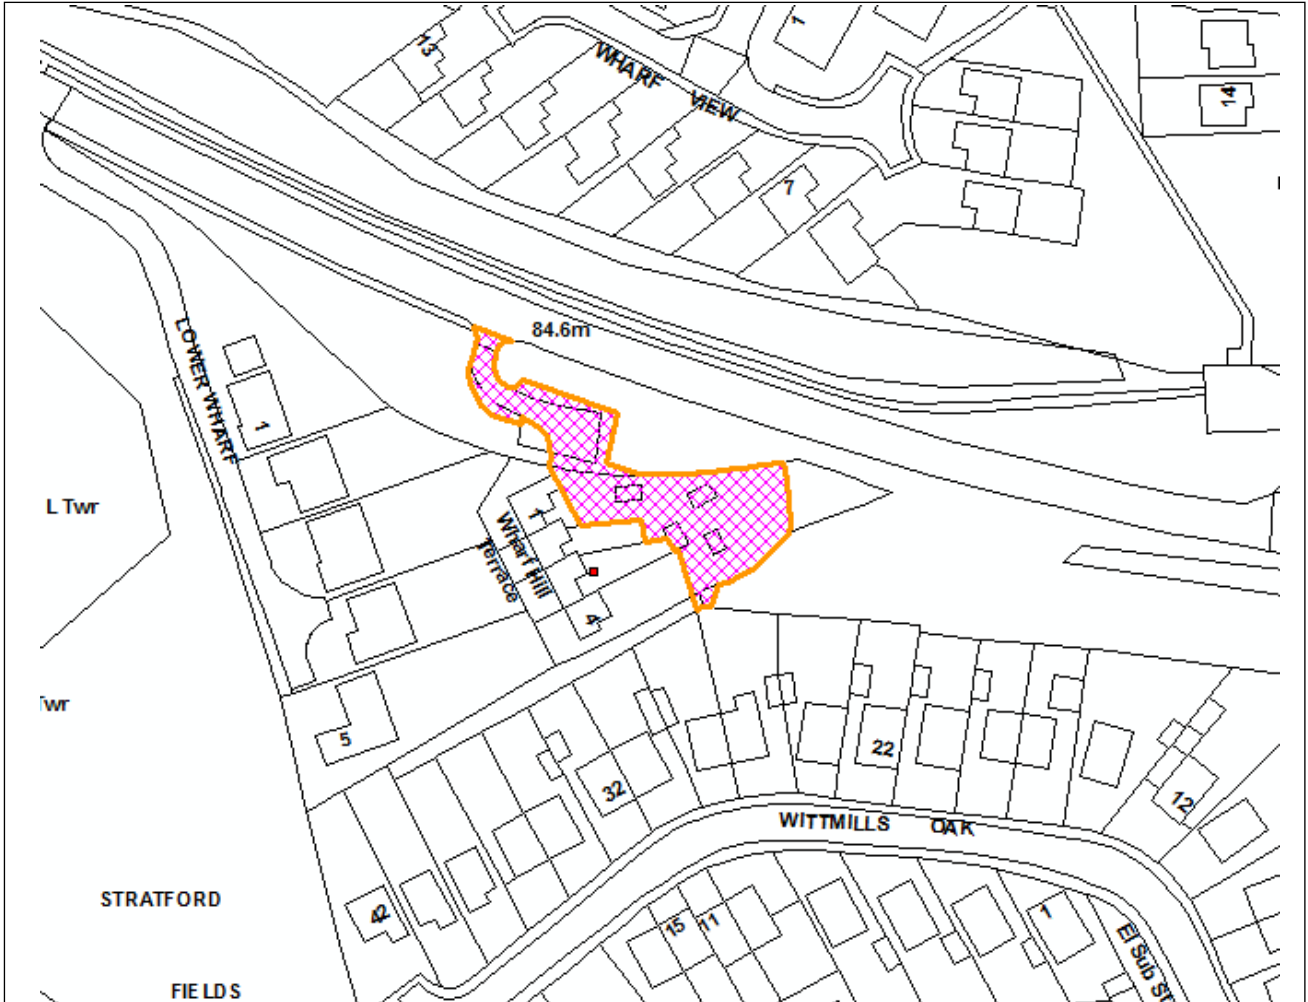 1
13
WHARF
VIEW
14
7
84.6m
LOWER WHARF
1
L Twr
1
Wharf Hill
Terrace
4
Twr
5
22
32
12
WITTMILLS OAK
STRATFORD
42
15
11
1
El Sub St
FIELDS